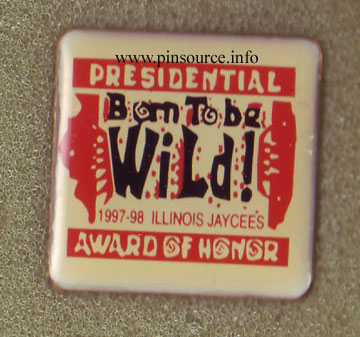 www.pinsource.info
PRESIDENTIAL
Born To be
WiLd!
1997-98 ILLINOIS JAYCEES
AWARD OF HONOR